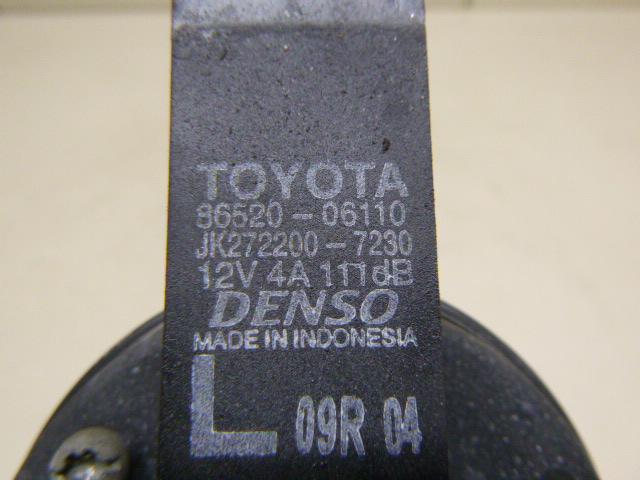 TOYOTA
86520-06110
JK272200-7230
12V 4A 111dB
DENSO
MADE IN INDONESIA
L 09R 04